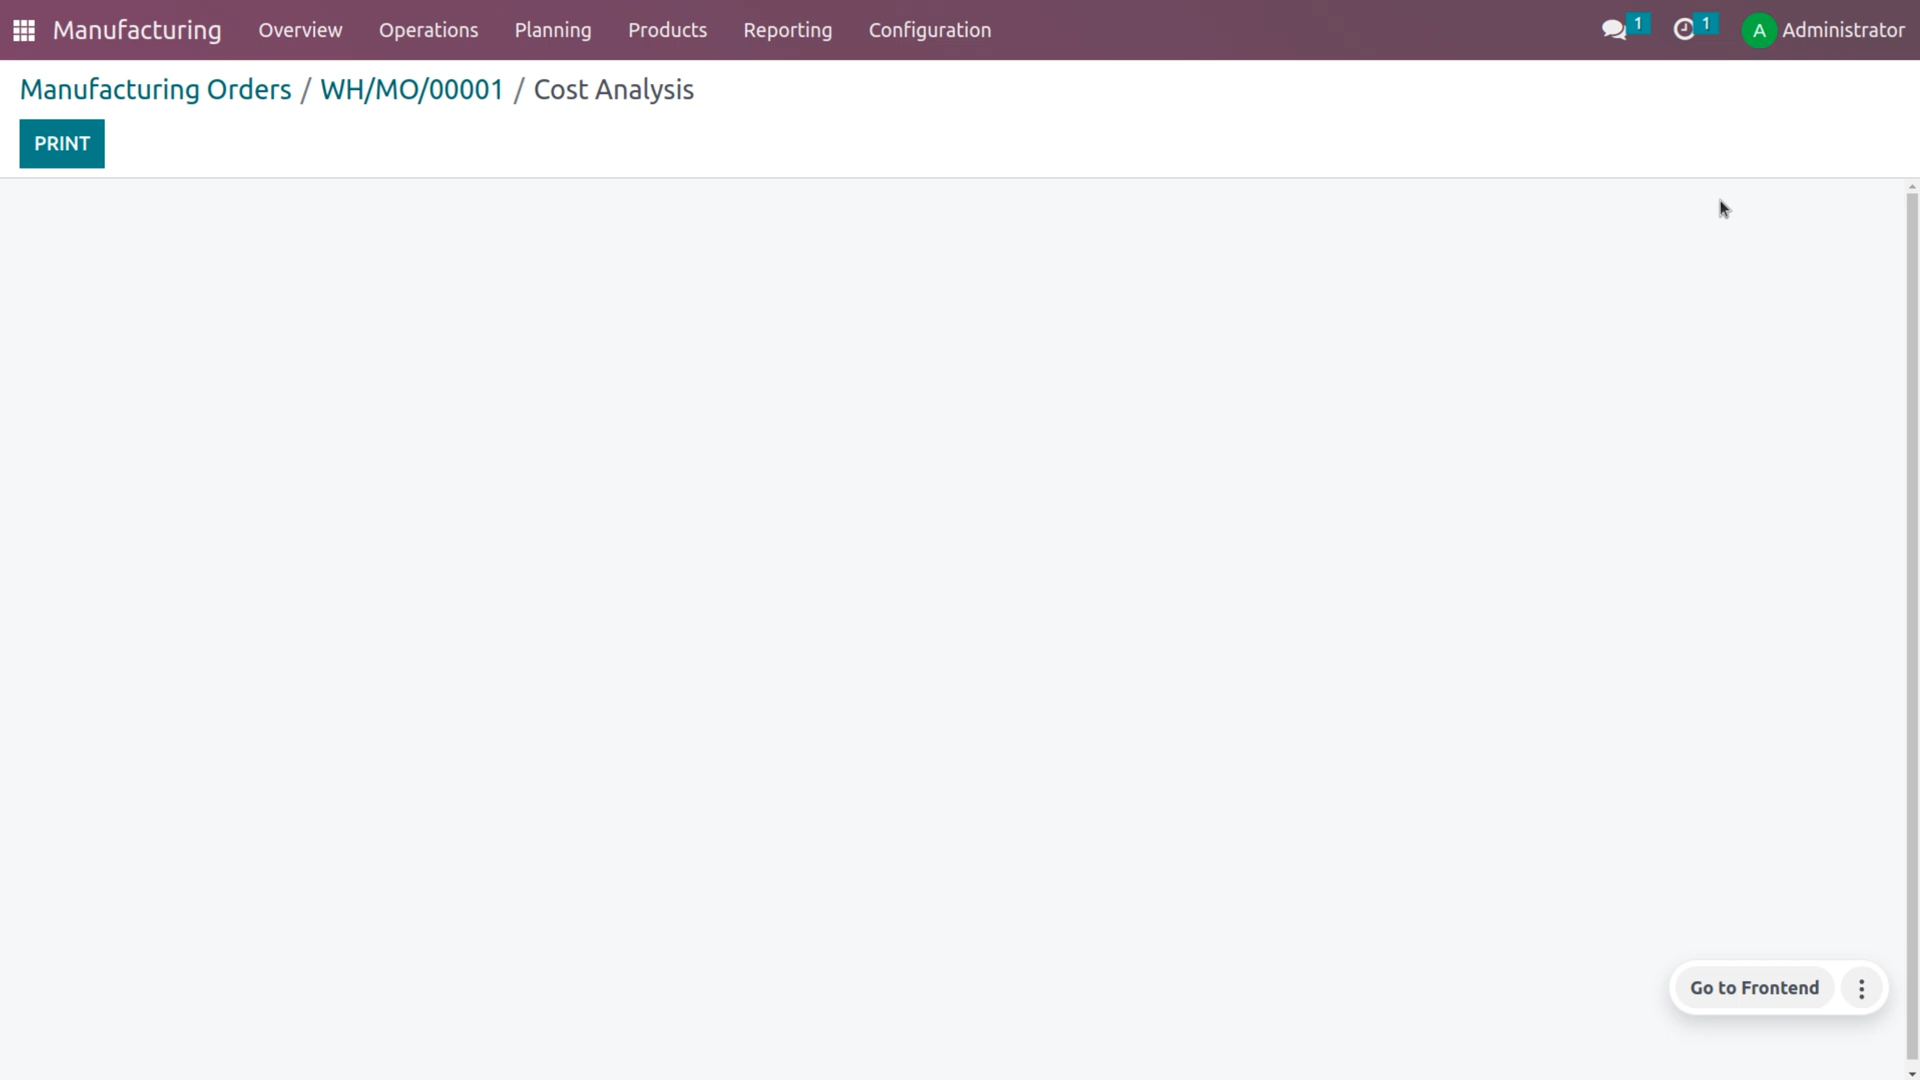 Manufacturing Overview Operations Planning Products Reporting Configuration 1 1 A Administrator
Manufacturing Orders / WH/MO/00001 / Cost Analysis
PRINT
Go to Frontend